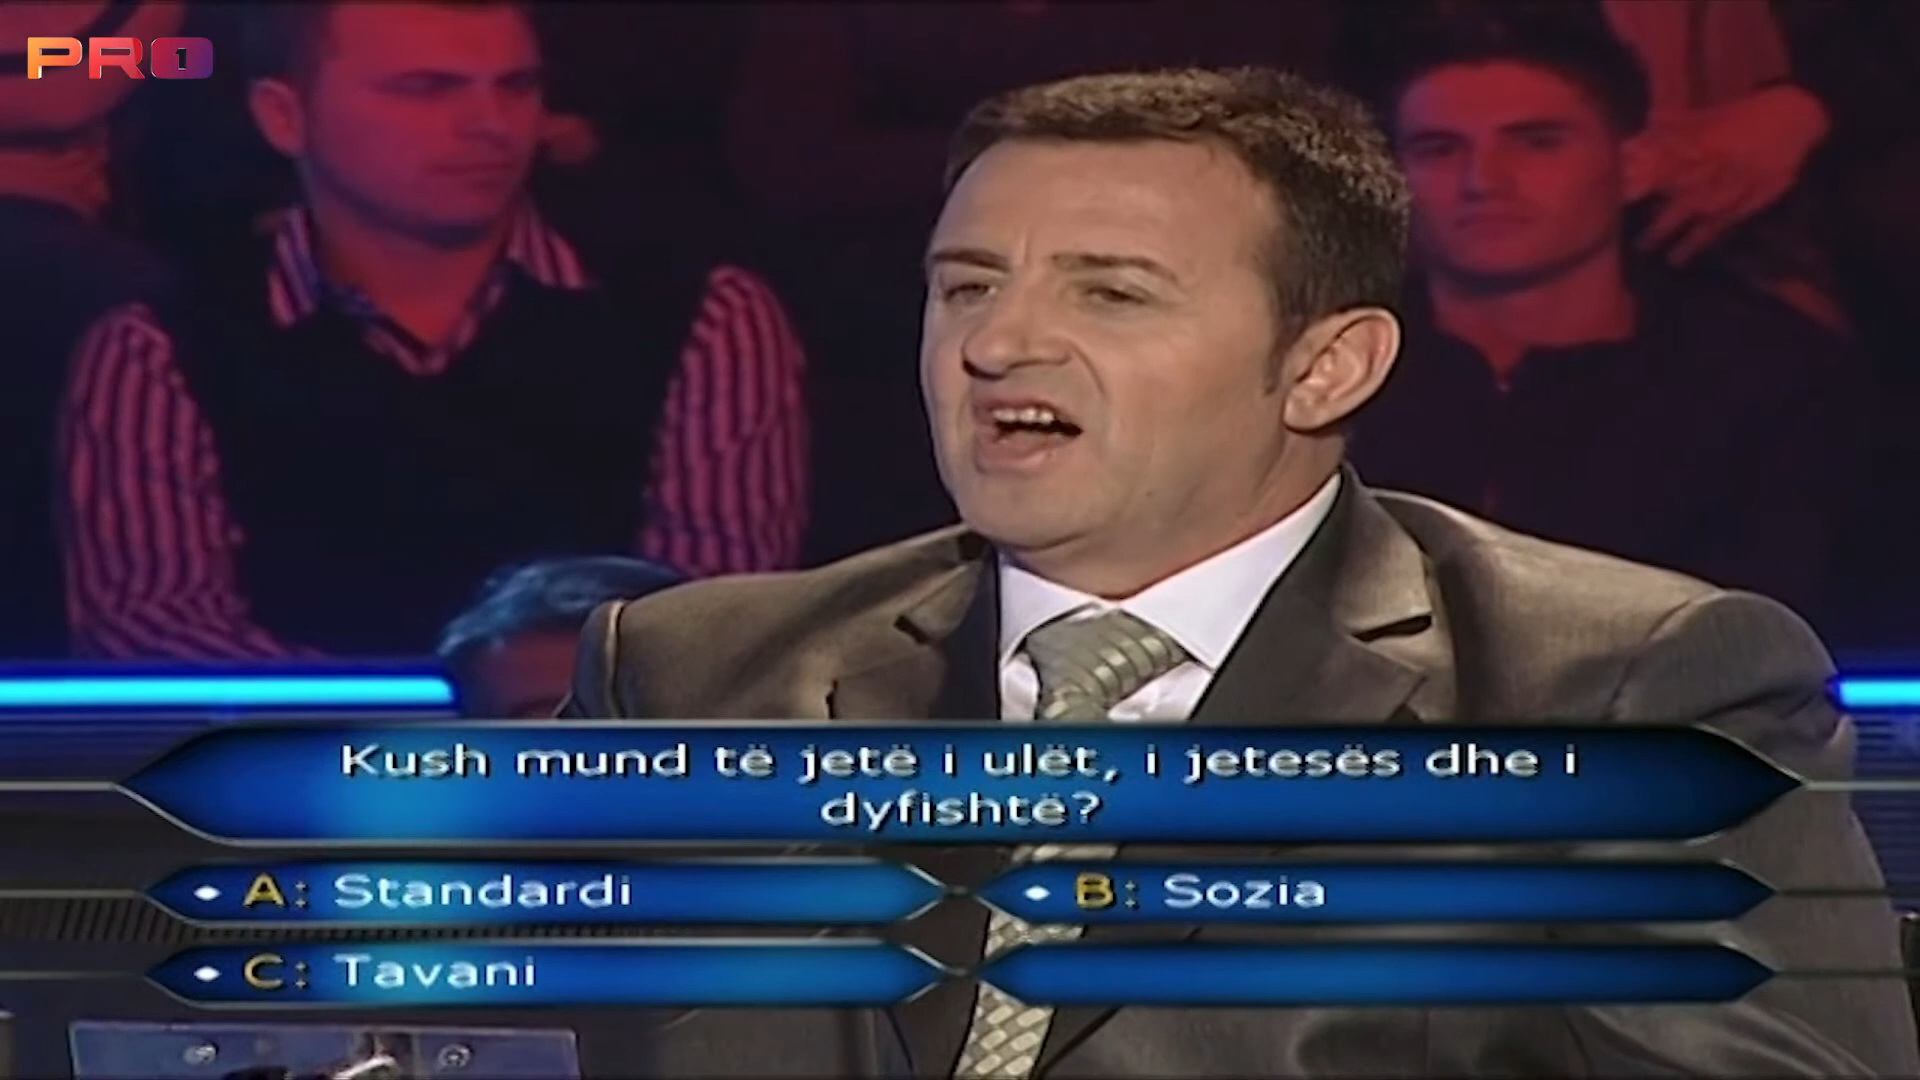 PRO1
Kush mund të jetë i ulët, i jetesës dhe i
dyfishtë?
A: Standardi
B: Sozia
C: Tavani